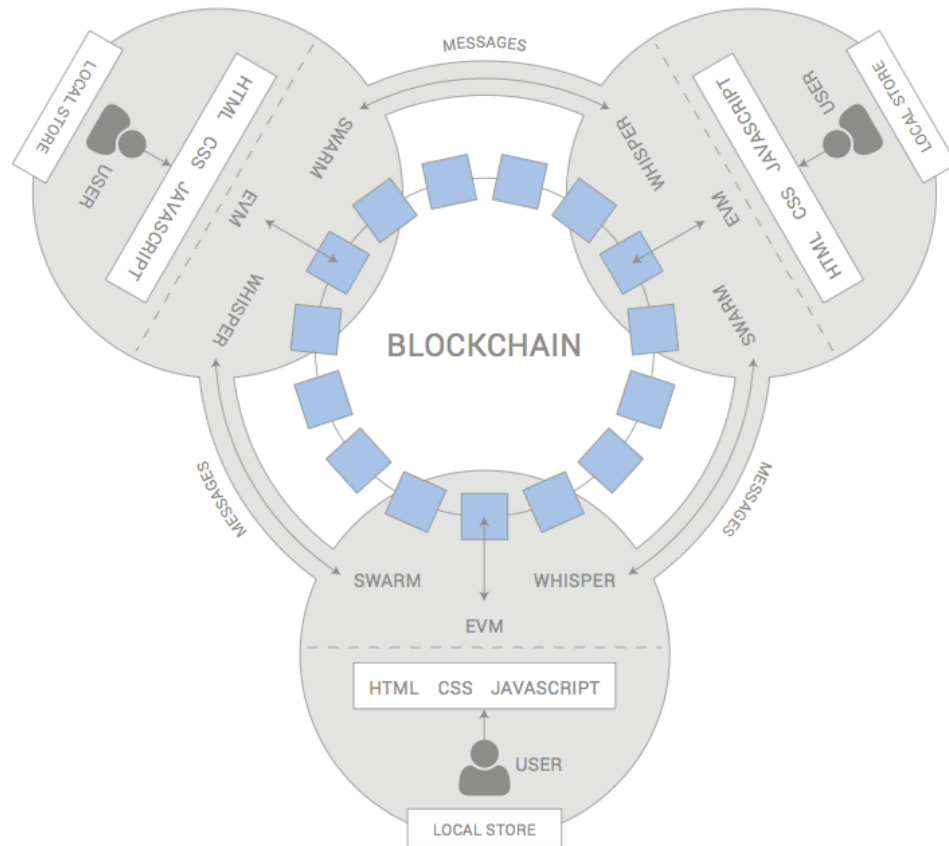 MESSAGES
LOCAL STORE
USER
HTML CSS JAVASCRIPT
SWARM
EVM
WHISPER
LOCAL STORE
USER
HTML CSS JAVASCRIPT
WHISPER
EVM
SWARM
BLOCKCHAIN
MESSAGES
MESSAGES
SWARM
WHISPER
EVM
HTML CSS JAVASCRIPT
USER
LOCAL STORE